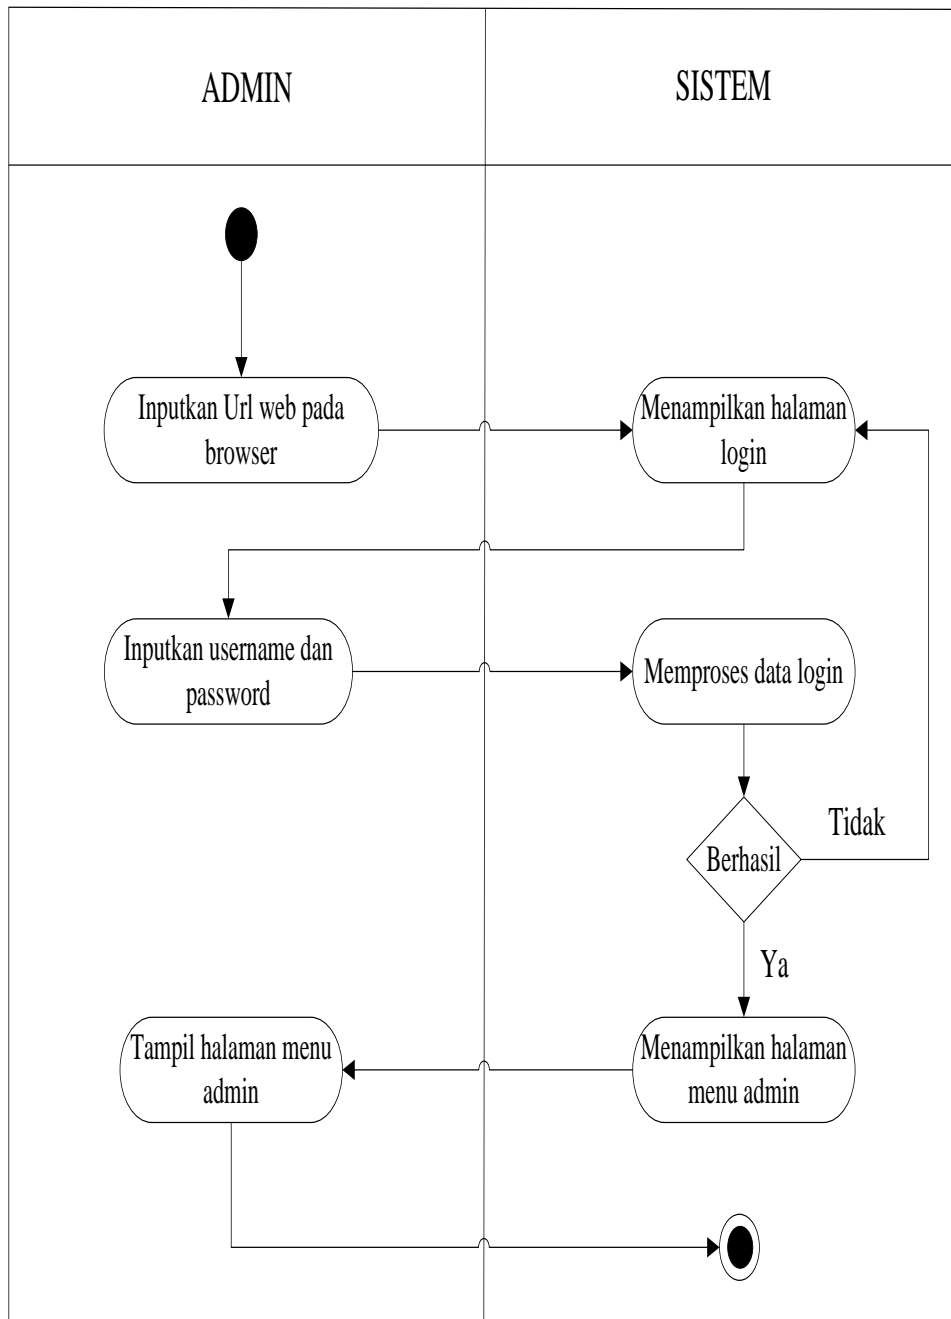 ADMIN
SISTEM
Inputkan Url web pada
browser
Menampilkan halaman
login
Inputkan username dan
password
Memproses data login
Berhasil
Tidak
Ya
Tampil halaman menu
admin
Menampilkan halaman
menu admin